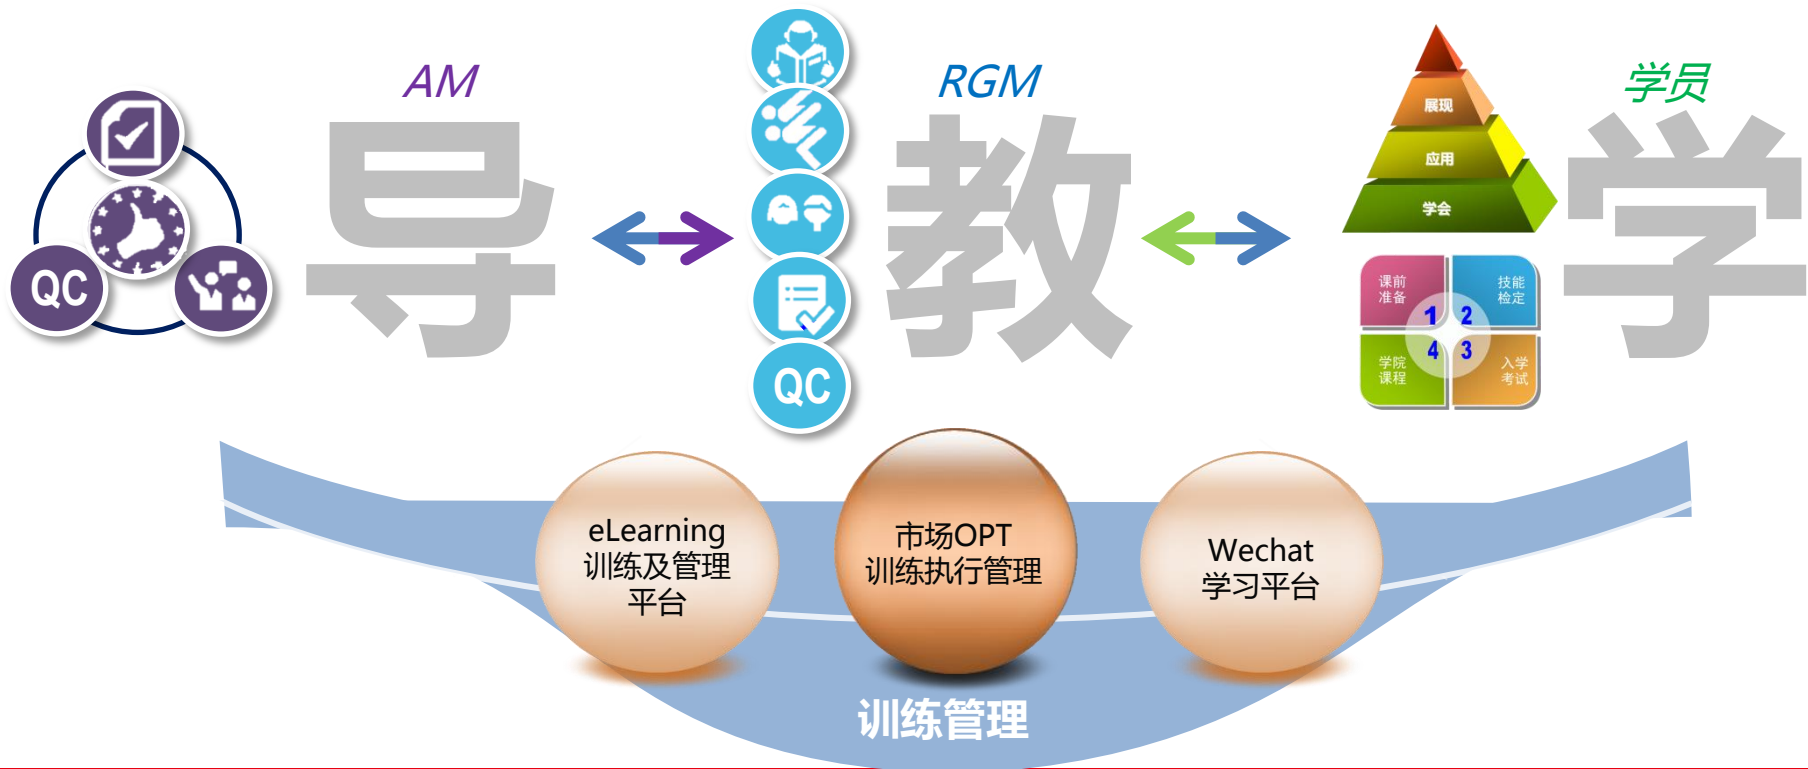 AM
导
QC
RGM
教
QC
学员
学
展现
应用
学会
课前
准备
技能
检定
1
2
4
3
学院
课程
入学
考试
eLearning
训练及管理
平台
市场OPT
训练执行管理
Wechat
学习平台
训练管理